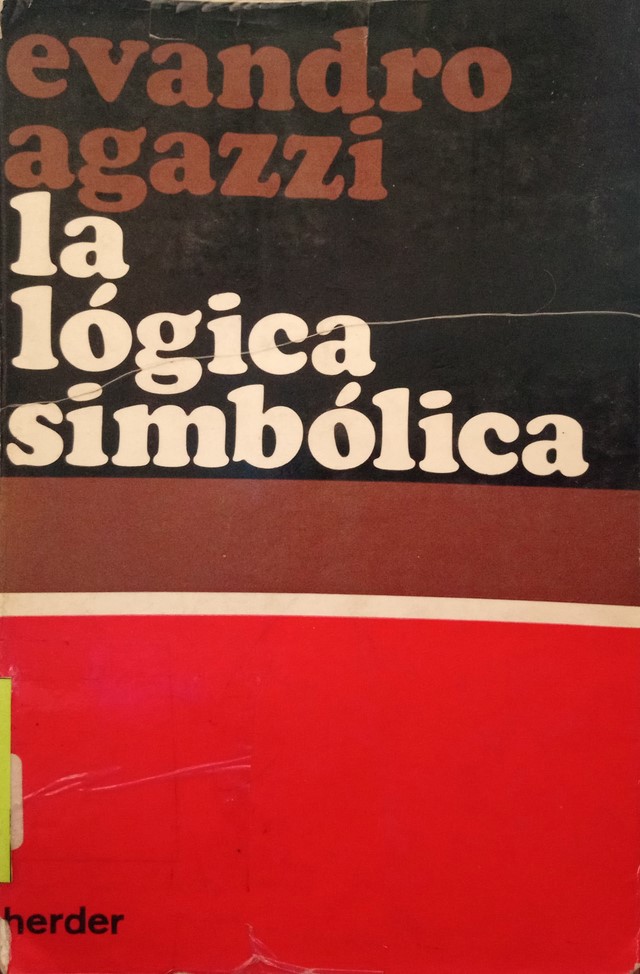 evandro
agazzi
la
lógica
simbólica
herder